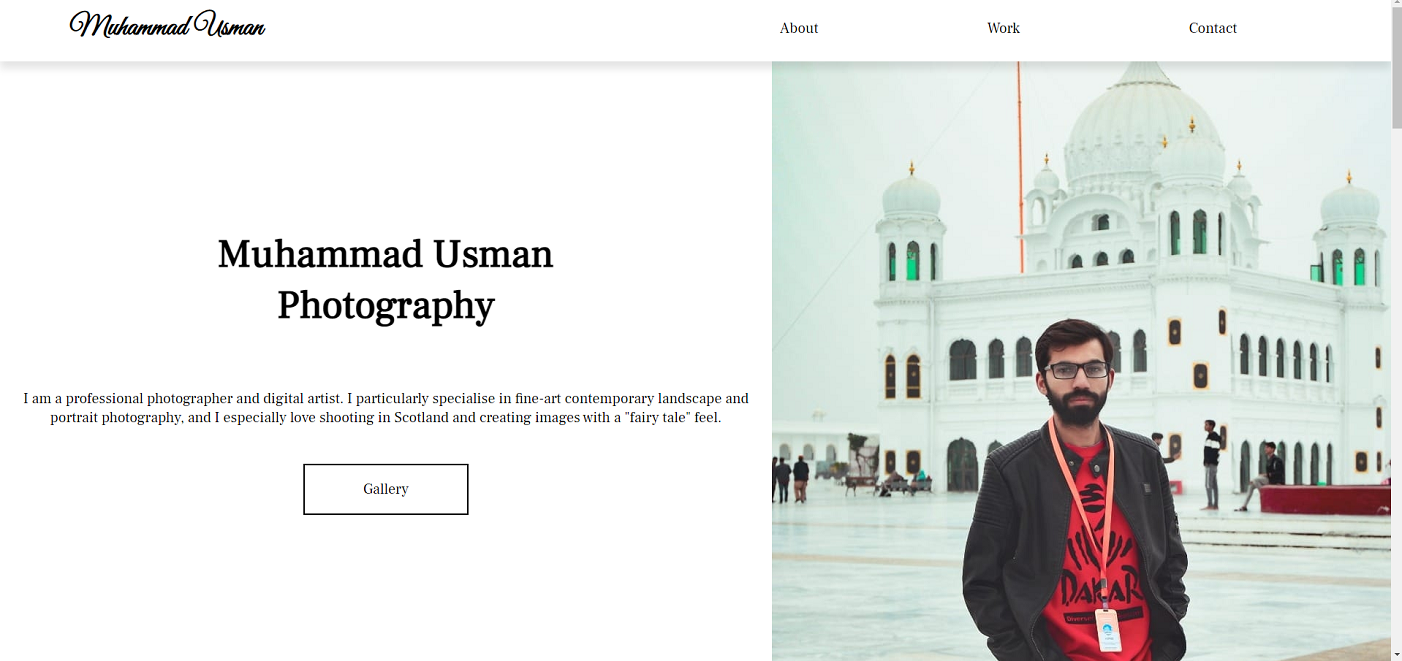 Muhammad Usman
About
Work
Contact
Muhammad Usman
Photography
I am a professional photographer and digital artist. I particularly specialise in fine-art contemporary landscape and
portrait photography, and I especially love shooting in Scotland and creating images with a "fairy tale" feel.
Gallery
DAKAR